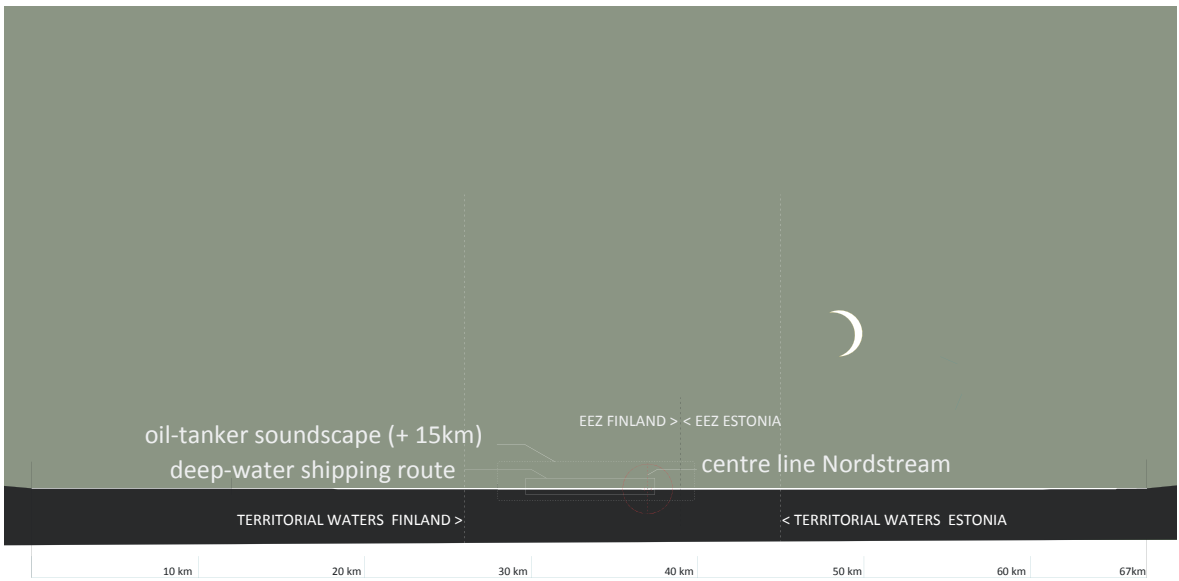 EEZ FINLAND > < EEZ ESTONIA
oil-tanker soundscape (+ 15km)
deep-water shipping route
centre line Nordstream
TERRITORIAL WATERS  FINLAND >
< TERRITORIAL WATERS  ESTONIA
10 km 20 km 30 km 40 km 50 km 60 km 67km